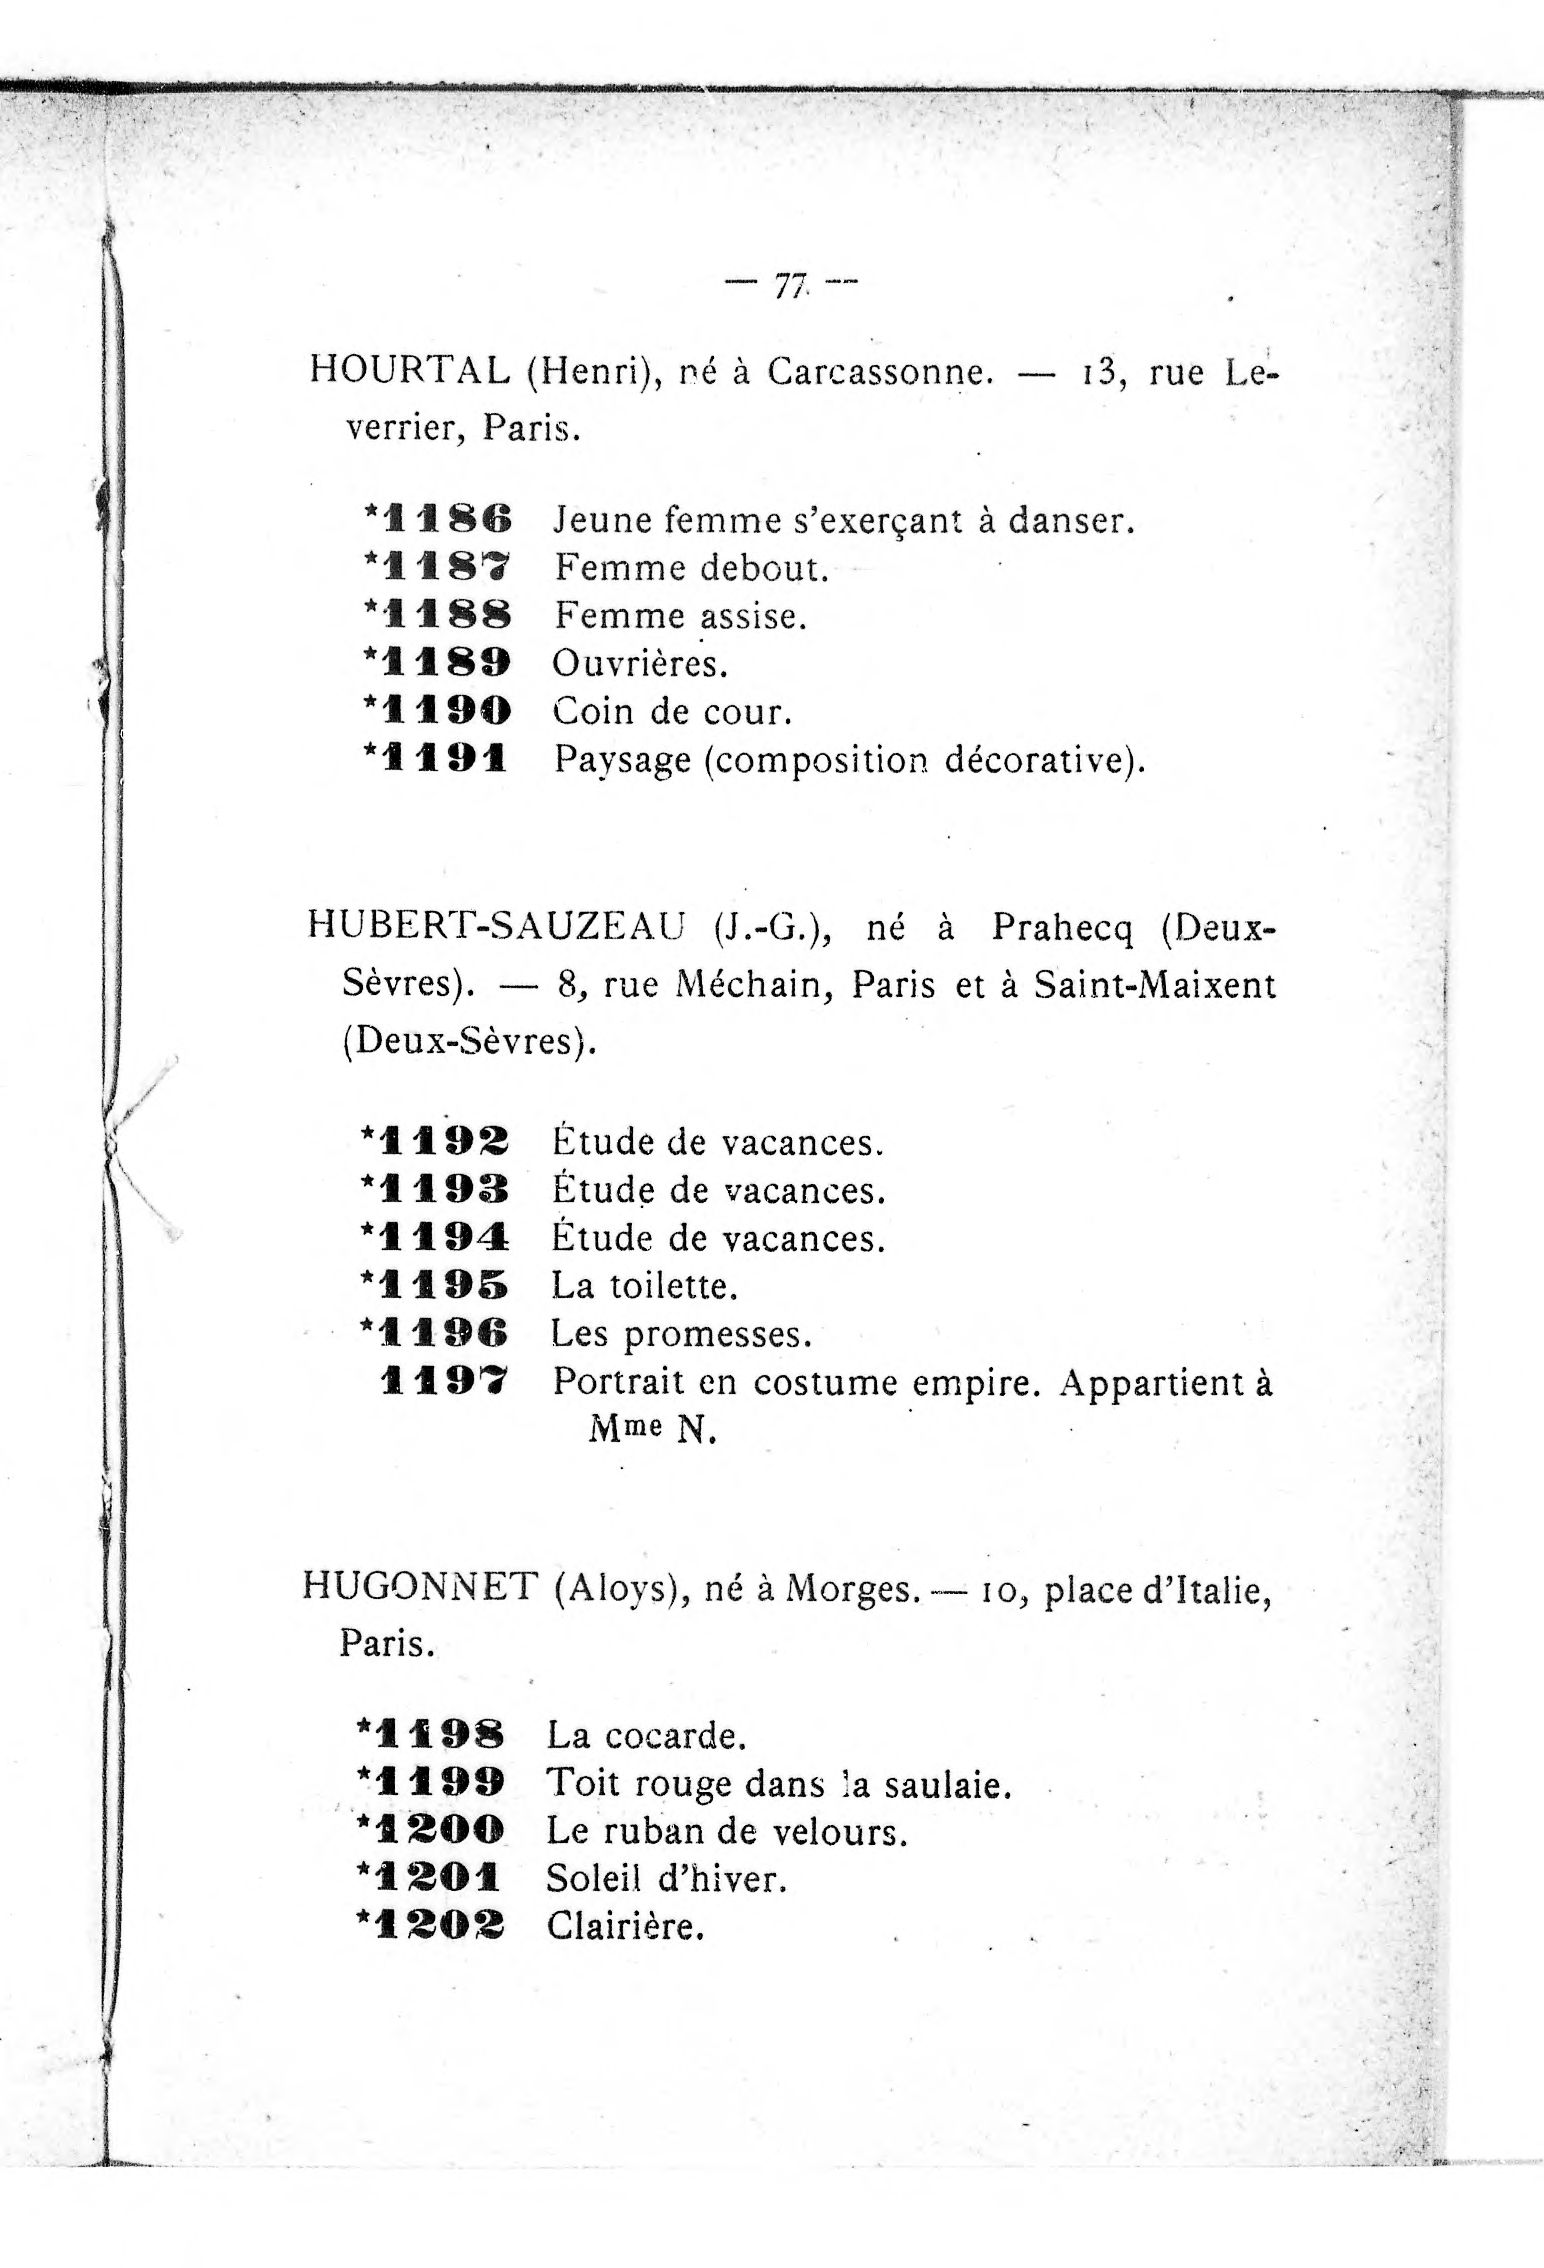 — 77 —
HOURTAL (Henri), né à Carcassonne. — 13, rue Le-
verrier, Paris.
*1186 Jeune femme s'exerçant à danser.
*1187 Femme debout.
*1188 Femme assise.
*1189 Ouvrières.
*1190 Coin de cour.
*1191 Paysage (composition décorative).
HUBERT-SAUZEAU (J.-G.), né à Prahecq (Deux-
Sèvres). — 8, rue Méchain, Paris et à Saint-Maixent
(Deux-Sèvres).
*1192 Étude de vacances.
*1193 Étude de vacances.
*1194 Étude de vacances.
*1195 La toilette.
*1196 Les promesses.
1197 Portrait en costume empire. Appartient à
Mme N.
HUGONNET (Aloys), né à Morges. — 10, place d'Italie,
Paris.
*1198 La cocarde.
*1199 Toit rouge dans la saulaie.
*1200 Le ruban de velours.
*1201 Soleil d'hiver.
*1202 Clairière.